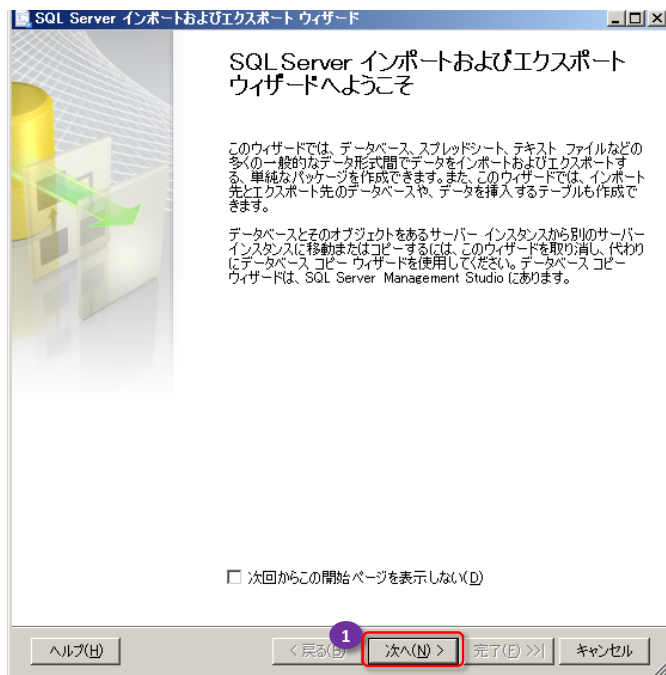 SQL Server インポートおよびエクスポート ウィザード
SQL Server インポートおよびエクスポート
ウィザードへようこそ
このウィザードでは、データベース、スプレッドシート、テキスト ファイルなどの
多くの一般的なデータ形式間でデータをインポートおよびエクスポートす
る、単純なパッケージを作成できます。また、このウィザードでは、インポート
先とエクスポート先のデータベースや、データを挿入するテーブルも作成で
きます。
データベースとそのオブジェクトをあるサーバー インスタンスから別のサーバー
インスタンスに移動またはコピーするには、このウィザードを取り消し、代わり
にデータベース コピー ウィザードを使用してください。データベース コピー
ウィザードは、SQL Server Management Studio にあります。
次回からこの開始ページを表示しない(D)
1
ヘルプ(H) < 戻る(B) 次へ(N) > 完了(F) >>| キャンセル